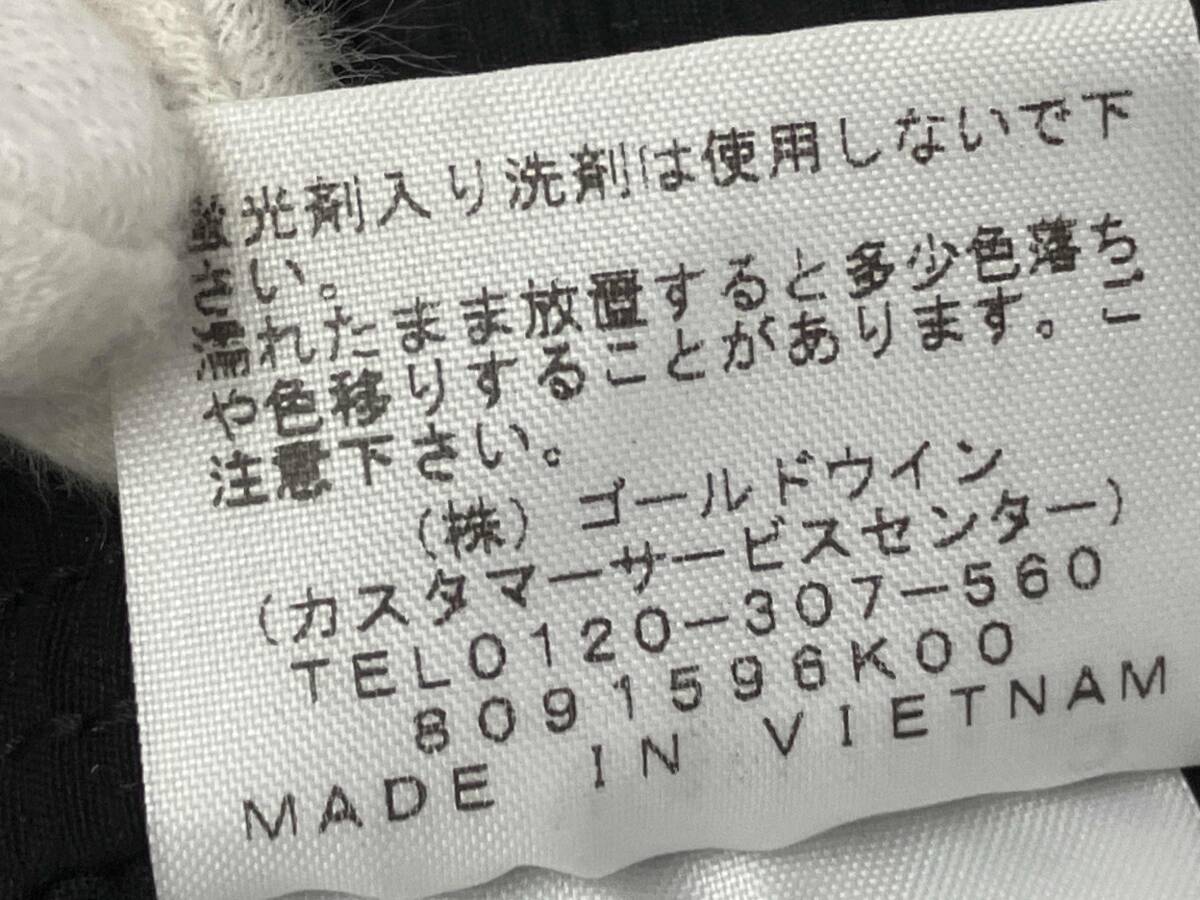 蛍光剤入り洗剤は使用しないで下
さい。
濡れたまま放置すると多少色落ち
や色移りすることがあります。ご
注意下さい。
(株) ゴールドウイン
(カスタマーサービスセンター)
TEL0120-307-560
8091596K00
MADE IN VIETNAM